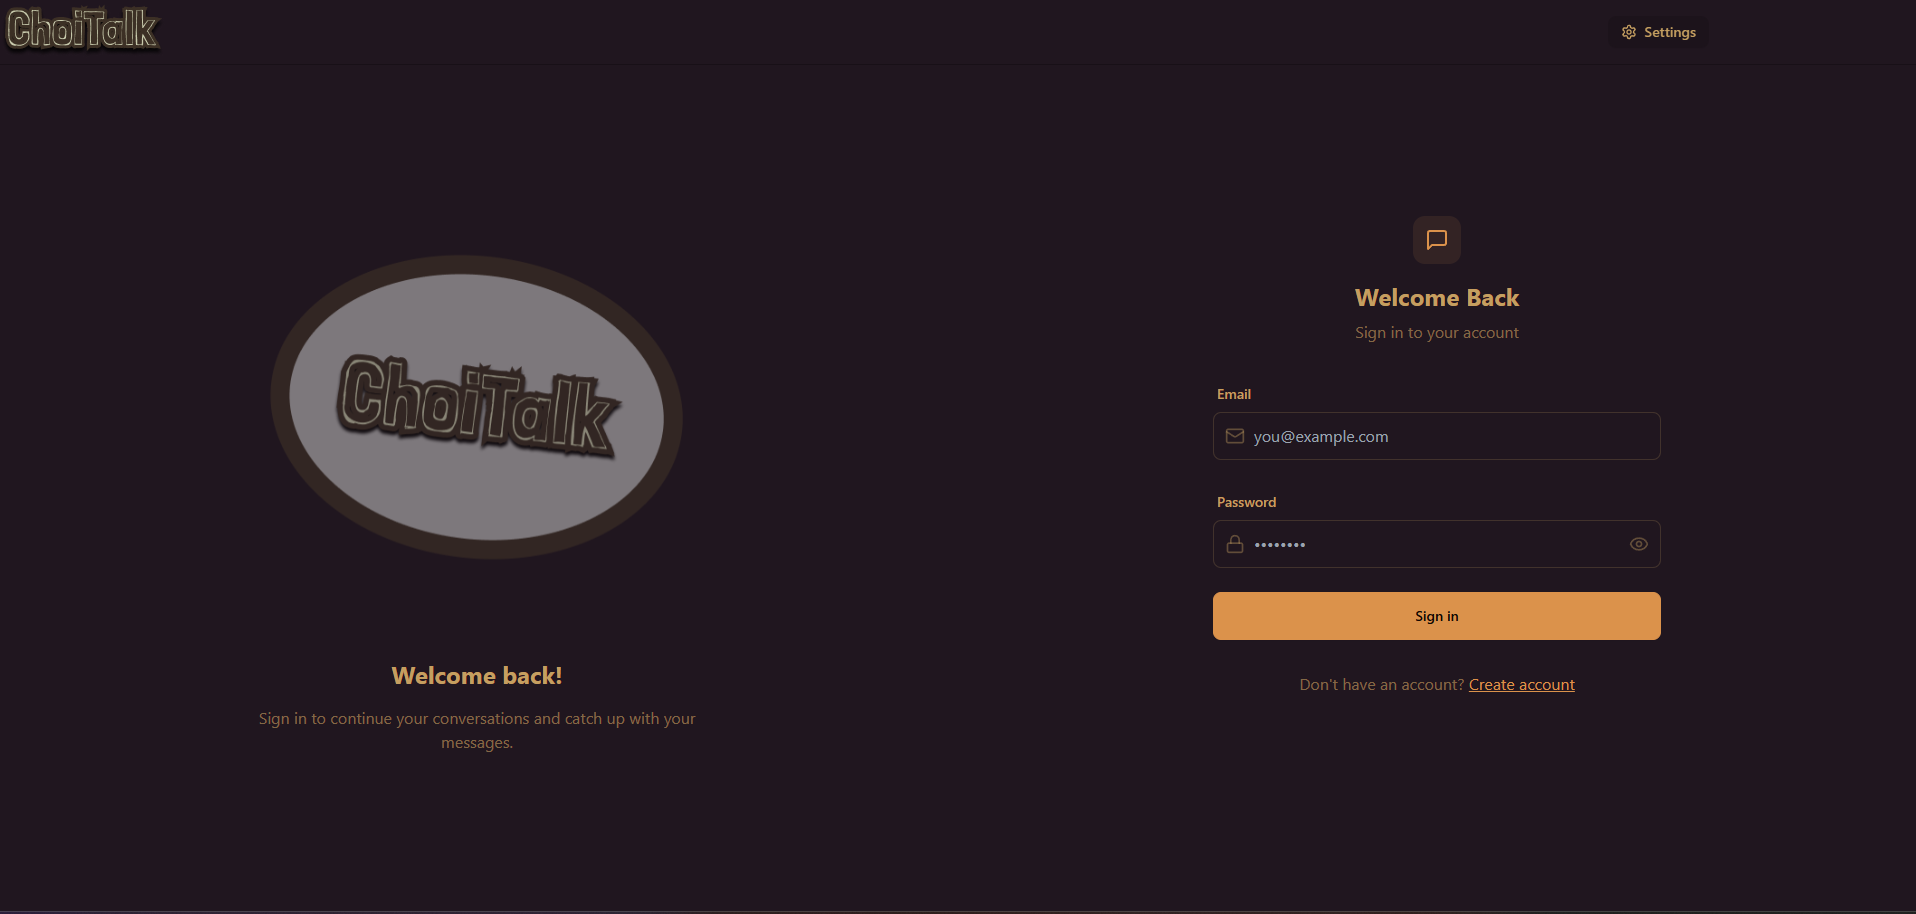 ChoiTalk
Settings
ChoiTalk
Welcome back!
Sign in to continue your conversations and catch up with your
messages.
Welcome Back
Sign in to your account
Email
you@example.com
Password
••••••••
Sign in
Don't have an account? Create account